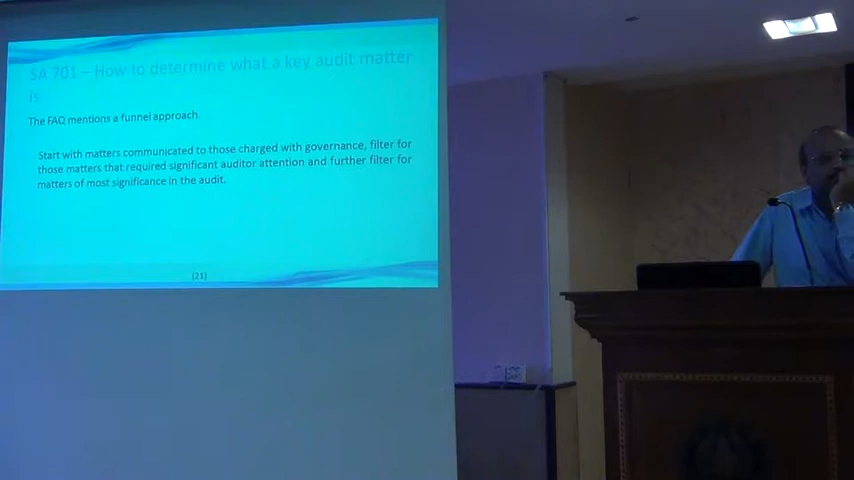 SA 701 – How to determine what a key audit matter
is
The FAQ mentions a funnel approach.
Start with matters communicated to those charged with governance, filter for
those matters that required significant auditor attention and further filter for
matters of most significance in the audit.
(21)